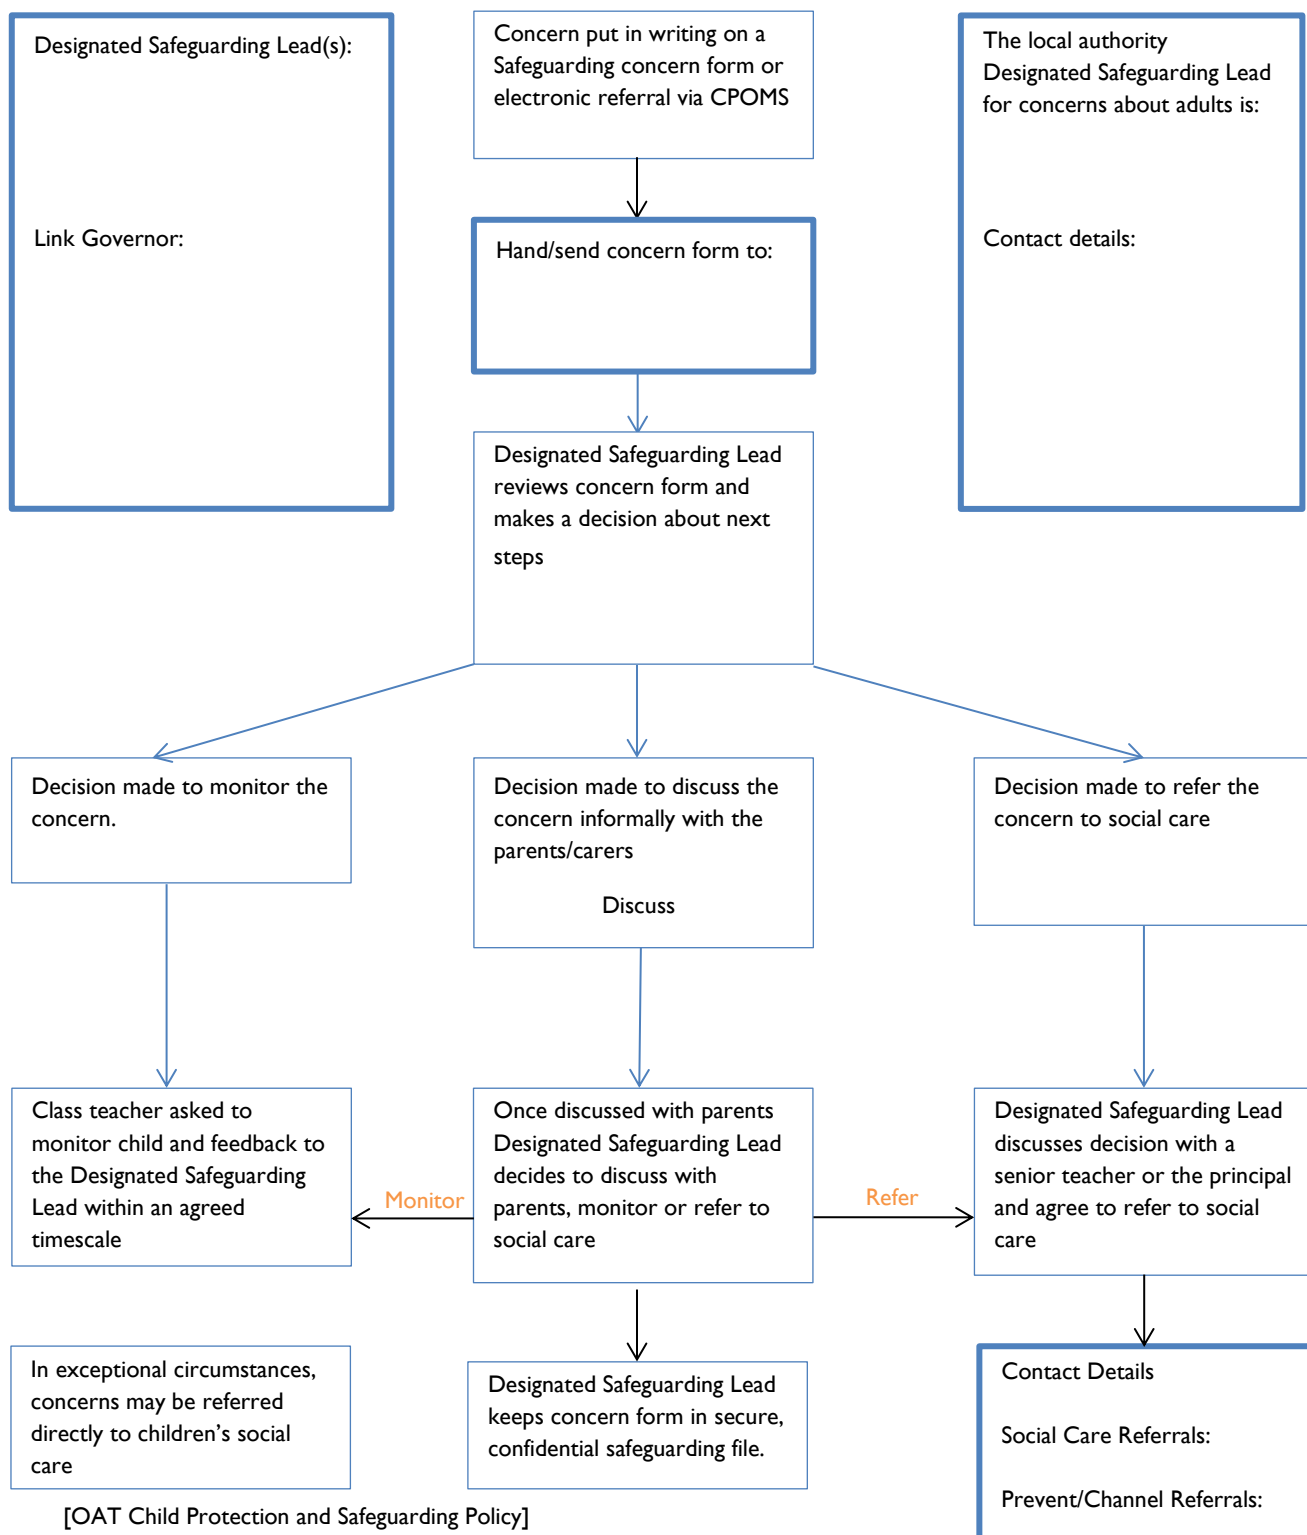 Designated Safeguarding Lead(s):
Link Governor:
Concern put in writing on a
Safeguarding concern form or
electronic referral via CPOMS
The local authority
Designated Safeguarding Lead
for concerns about adults is:
Contact details:
Hand/send concern form to:
Designated Safeguarding Lead
reviews concern form and
makes a decision about next
steps
Decision made to monitor the
concern.
Decision made to discuss the
concern informally with the
parents/carers
Discuss
Decision made to refer the
concern to social care
Class teacher asked to
monitor child and feedback to
the Designated Safeguarding
Lead within an agreed
timescale
Monitor
Once discussed with parents
Designated Safeguarding Lead
decides to discuss with
parents, monitor or refer to
social care
Refer
Designated Safeguarding Lead
discusses decision with a
senior teacher or the principal
and agree to refer to social
care
In exceptional circumstances,
concerns may be referred
directly to children’s social
care
Designated Safeguarding Lead
keeps concern form in secure,
confidential safeguarding file.
Contact Details
Social Care Referrals:
Prevent/Channel Referrals:
[OAT Child Protection and Safeguarding Policy]